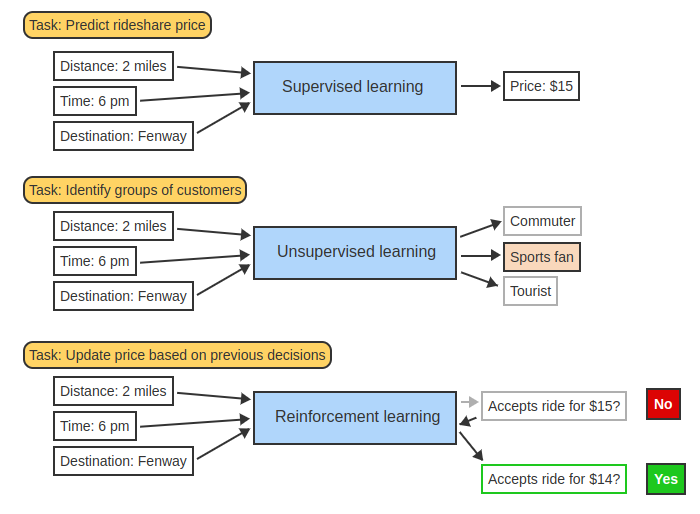 Task: Predict rideshare price
Distance: 2 miles
Time: 6 pm
Destination: Fenway
Supervised learning
Price: $15
Task: Identify groups of customers
Distance: 2 miles
Time: 6 pm
Destination: Fenway
Unsupervised learning
Commuter
Sports fan
Tourist
Task: Update price based on previous decisions
Distance: 2 miles
Time: 6 pm
Destination: Fenway
Reinforcement learning
Accepts ride for $15?
No
Accepts ride for $14?
Yes